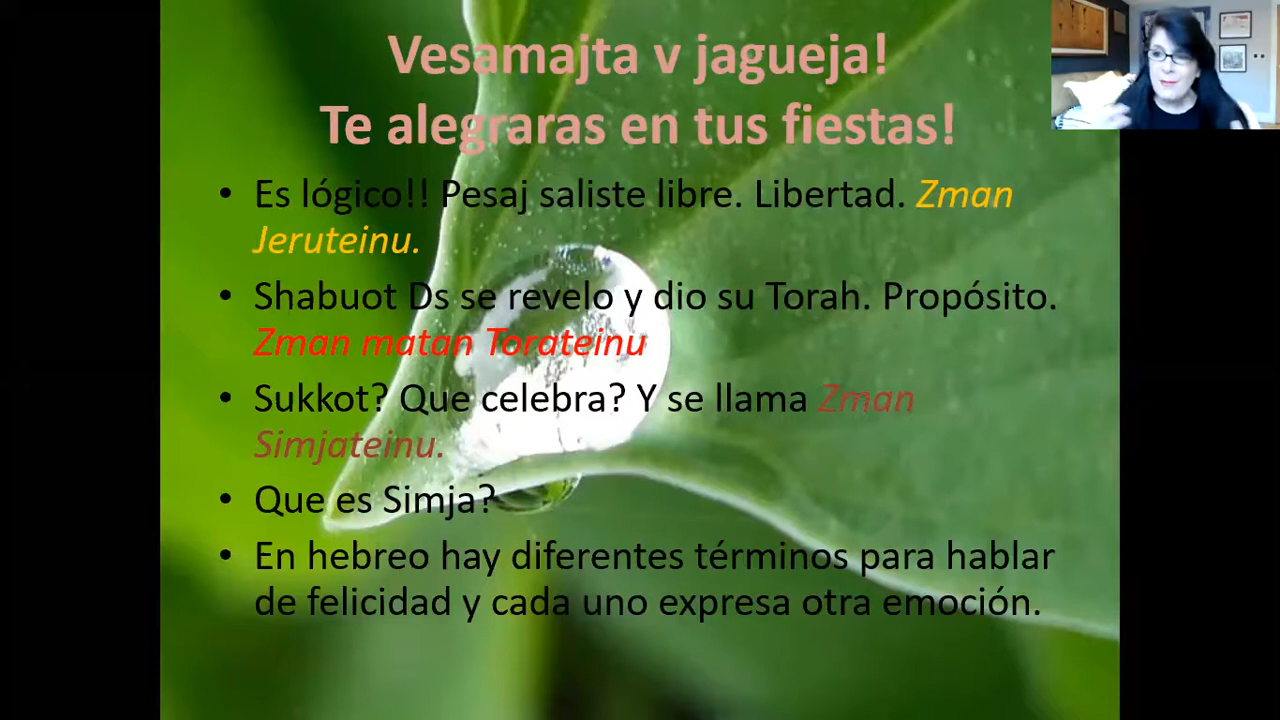 Vesamajta v jagueja!
Te alegraras en tus fiestas!
• Es lógico!! Pesaj saliste libre. Libertad. Zman
Jeruteinu.
• Shabuot Ds se revelo y dio su Torah. Propósito.
Zman matan Torateinu
• Sukkot? Que celebra? Y se llama Zman
Simjateinu.
• Que es Simja?
• En hebreo hay diferentes términos para hablar
de felicidad y cada uno expresa otra emoción.